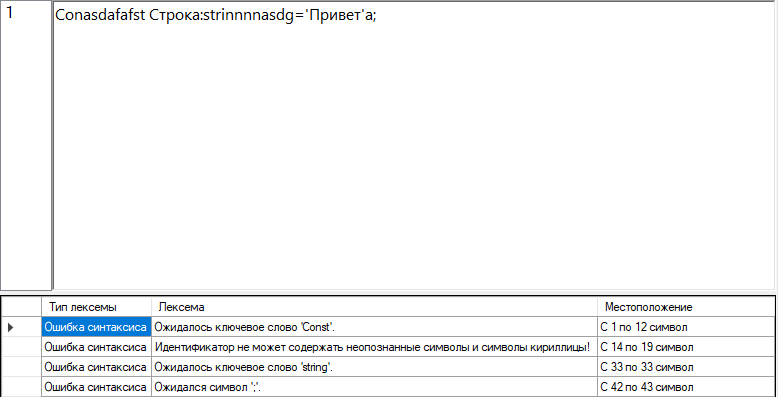 1
Conasdafafst Строка:strinnnnasdg='Привет'а;
Тип лексемы Лексема Местоположение
Ошибка синтаксиса Ожидалось ключевое слово 'Const'. С 1 по 12 символ
Ошибка синтаксиса Идентификатор не может содержать неопознанные символы и символы кириллицы! С 14 по 19 символ
Ошибка синтаксиса Ожидалось ключевое слово 'string'. С 33 по 33 символ
Ошибка синтаксиса Ожидался символ ';'. С 42 по 43 символ